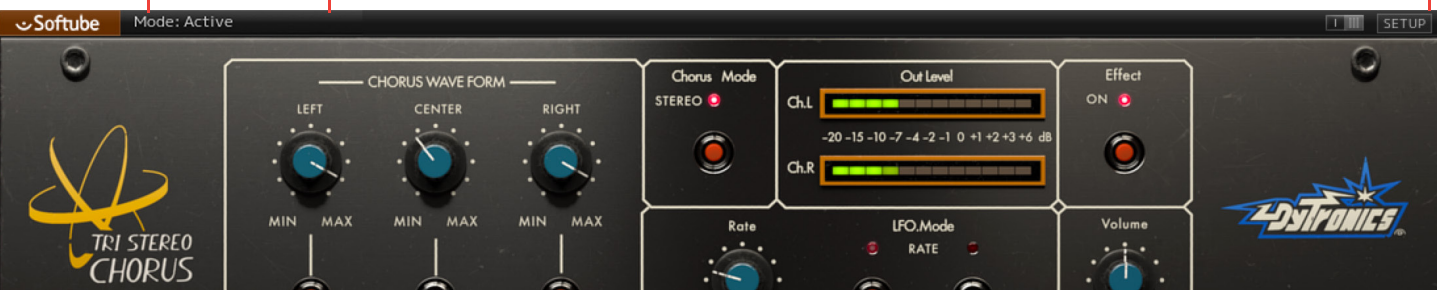 Softube
Mode: Active
I
SETUP
CHORUS WAVE FORM
LEFT CENTER RIGHT
MIN MAX MIN MAX MIN MAX
Chorus Mode
STEREO
Out Level
Ch.L
-20 -15 -10 -7 -4 -2 -1 0 +1 +2 +3 +6 dB
Ch.R
Effect
ON
TRI STEREO
CHORUS
Rate
LFO.Mode
RATE
Volume
DyTronics®